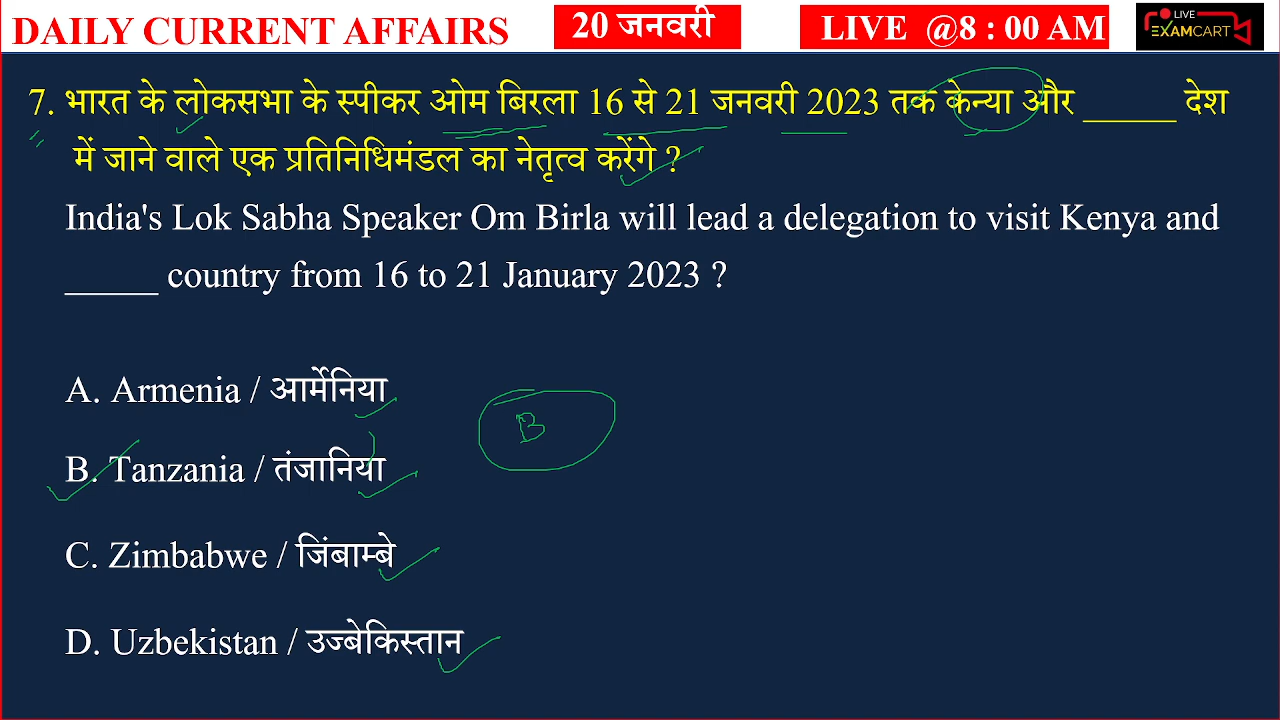 DAILY CURRENT AFFAIRS
20 जनवरी
LIVE @8 : 00 AM
LIVE
EXAMCART
7. भारत के लोकसभा के स्पीकर ओम बिरला 16 से 21 जनवरी 2023 तक केन्या और _____ देश
में जाने वाले एक प्रतिनिधिमंडल का नेतृत्व करेंगे ?
India's Lok Sabha Speaker Om Birla will lead a delegation to visit Kenya and
_____ country from 16 to 21 January 2023 ?
A. Armenia / आर्मेनिया
B
B. Tanzania / तंजानिया
C. Zimbabwe / जिंबाम्बे
D. Uzbekistan / उज्बेकिस्तान